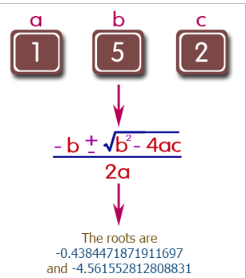 a b c
1 5 2
-b ± √b² - 4ac
2a
The roots are
-0.4384471871911697
and -4.561552812808831